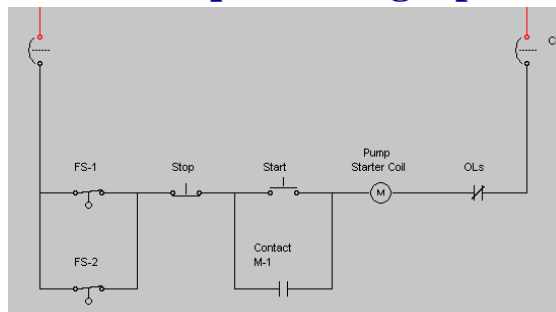 C
FS-1
Stop
Start
Pump
Starter Coil
OLs
M
Contact
M-1
FS-2